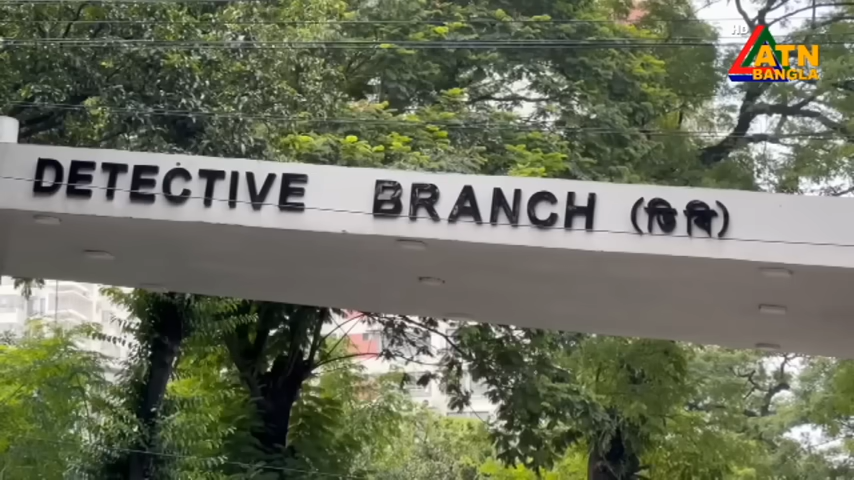 HD
ATN
BANGLA
DETECTIVE BRANCH (ডিবি)